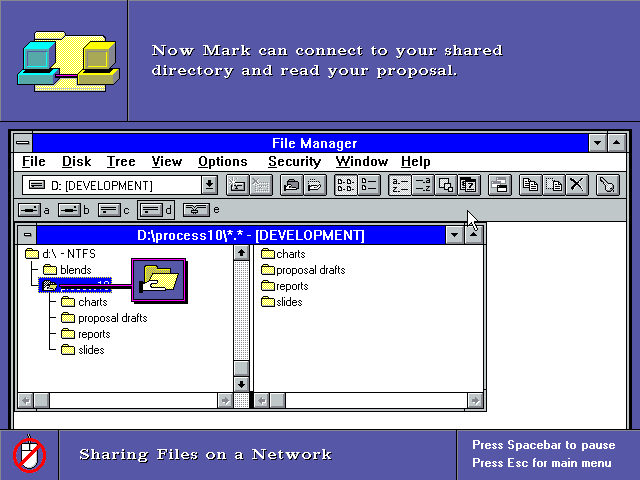 Now Mark can connect to your shared
directory and read your proposal.
File Manager
File Disk Tree View Options Security Window Help
D: [DEVELOPMENT]
a b c d e
D:\process10\*.* - [DEVELOPMENT]
d:\ - NTFS
blends
process10
charts
proposal drafts
reports
slides
charts
proposal drafts
reports
slides
Sharing Files on a Network
Press Spacebar to pause
Press Esc for main menu